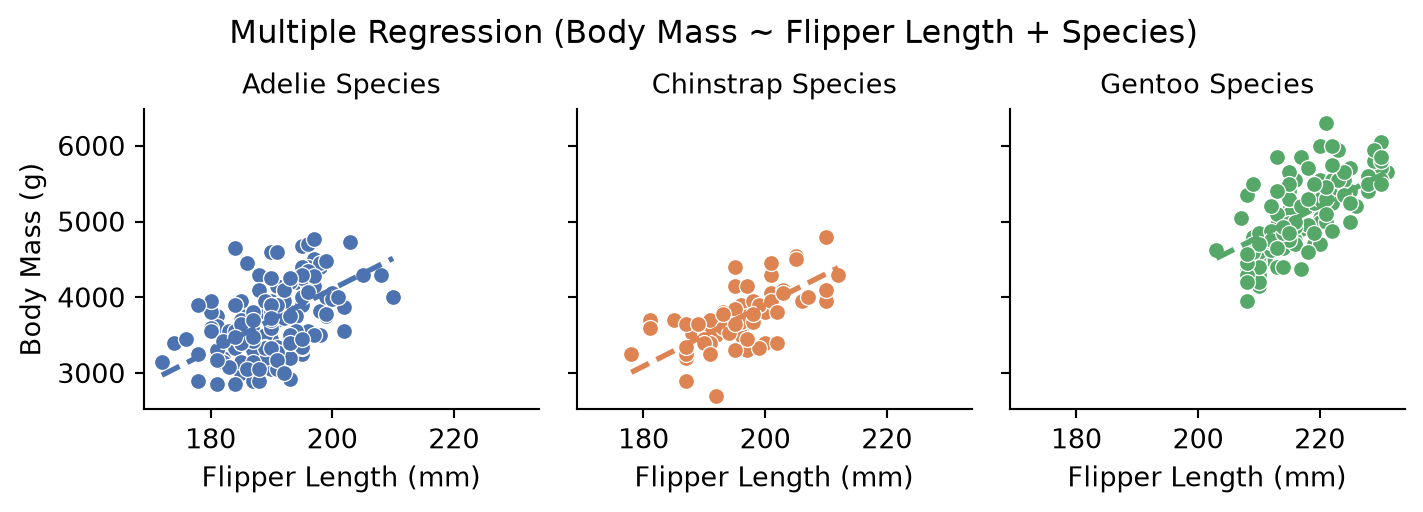 Multiple Regression (Body Mass ~ Flipper Length + Species)
Adelie Species
Chinstrap Species
Gentoo Species
Body Mass (g)
6000
5000
4000
3000
180 200 220
180 200 220
180 200 220
Flipper Length (mm)
Flipper Length (mm)
Flipper Length (mm)